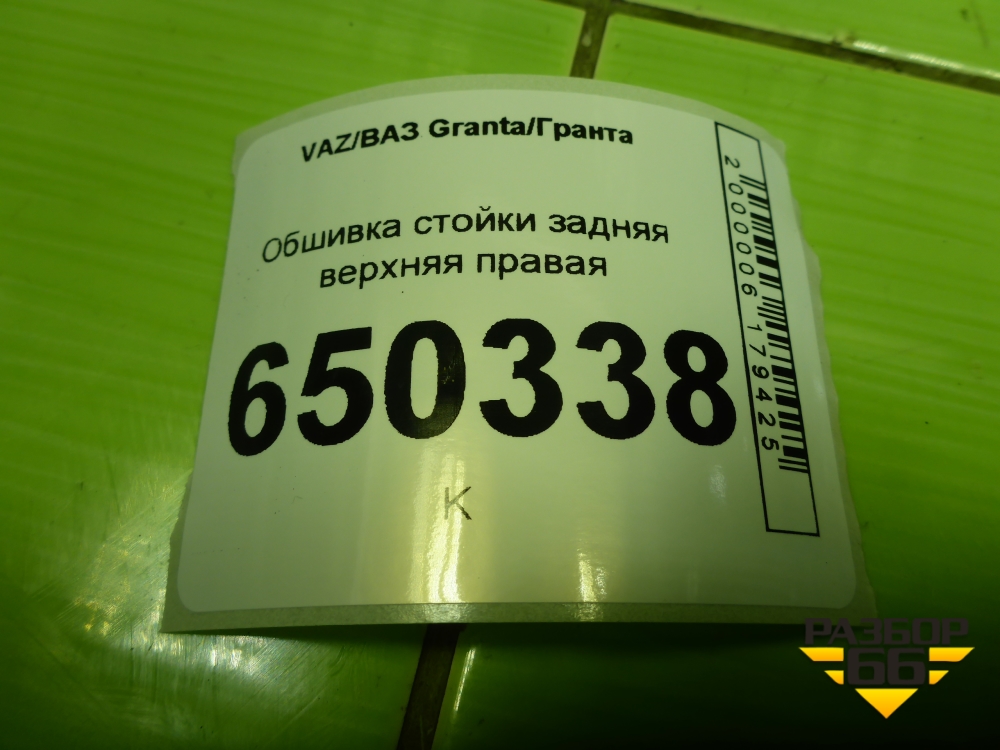 VAZ/ВАЗ Granta/Гранта
Обшивка стойки задняя
верхняя правая
650338
К
2000006179425
РАЗБОР
66